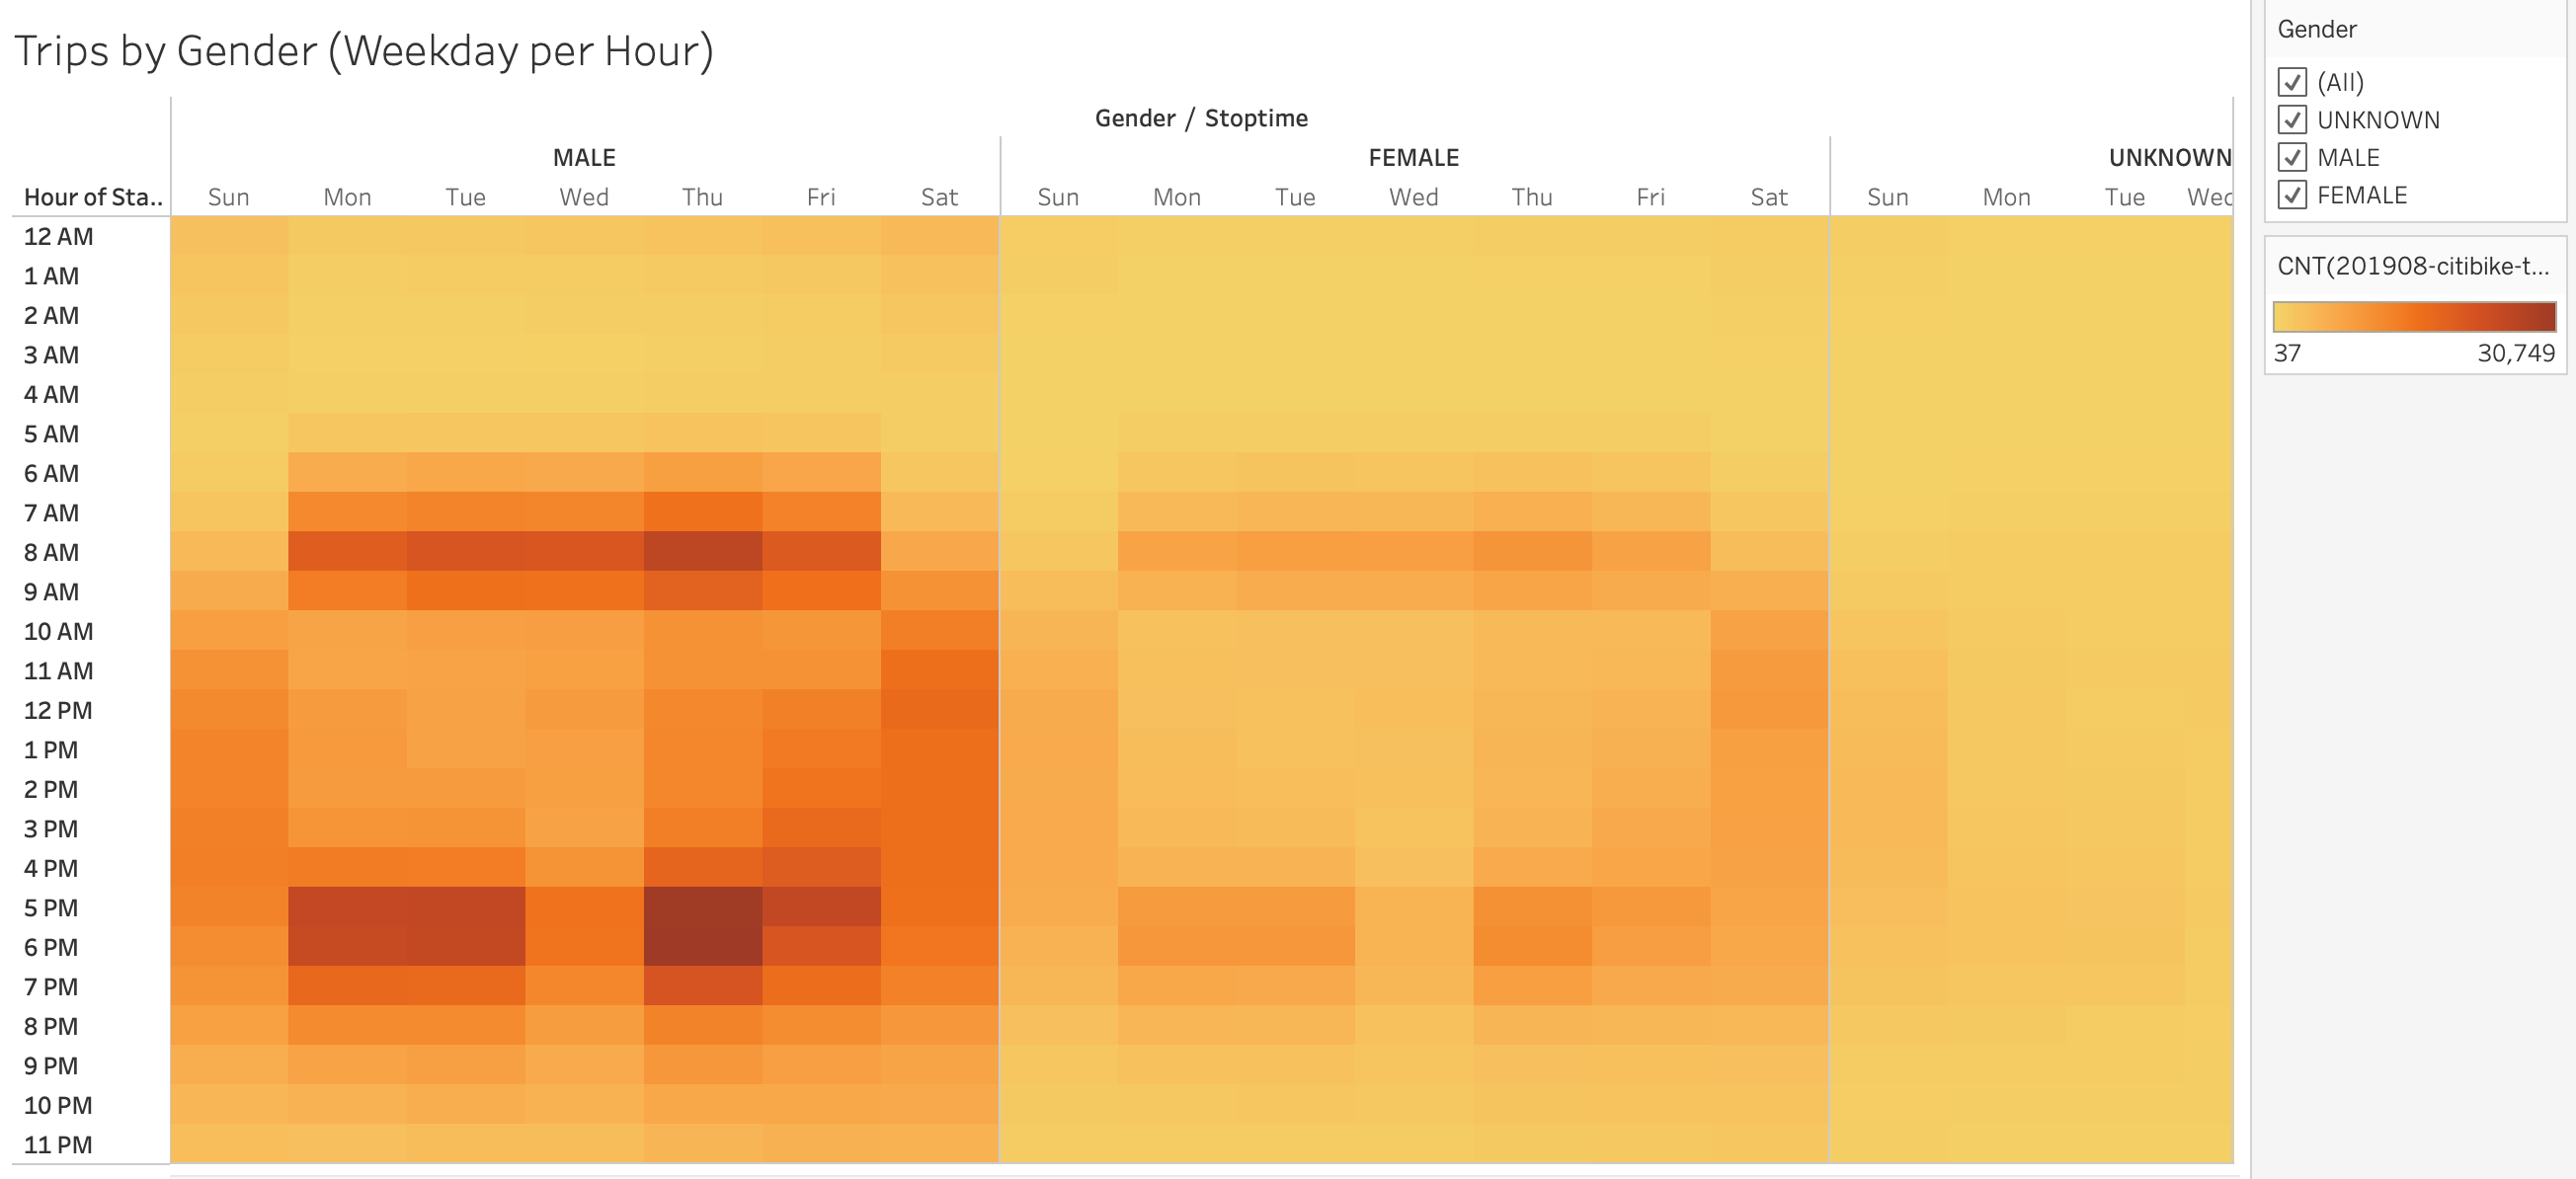 Trips by Gender (Weekday per Hour)
Gender / Stoptime
MALE FEMALE UNKNOWN
Hour of Sta.. Sun Mon Tue Wed Thu Fri Sat Sun Mon Tue Wed Thu Fri Sat Sun Mon Tue Wed
12 AM
1 AM
2 AM
3 AM
4 AM
5 AM
6 AM
7 AM
8 AM
9 AM
10 AM
11 AM
12 PM
1 PM
2 PM
3 PM
4 PM
5 PM
6 PM
7 PM
8 PM
9 PM
10 PM
11 PM
Gender
(All)
UNKNOWN
MALE
FEMALE
CNT(201908-citibike-t...
37 30,749